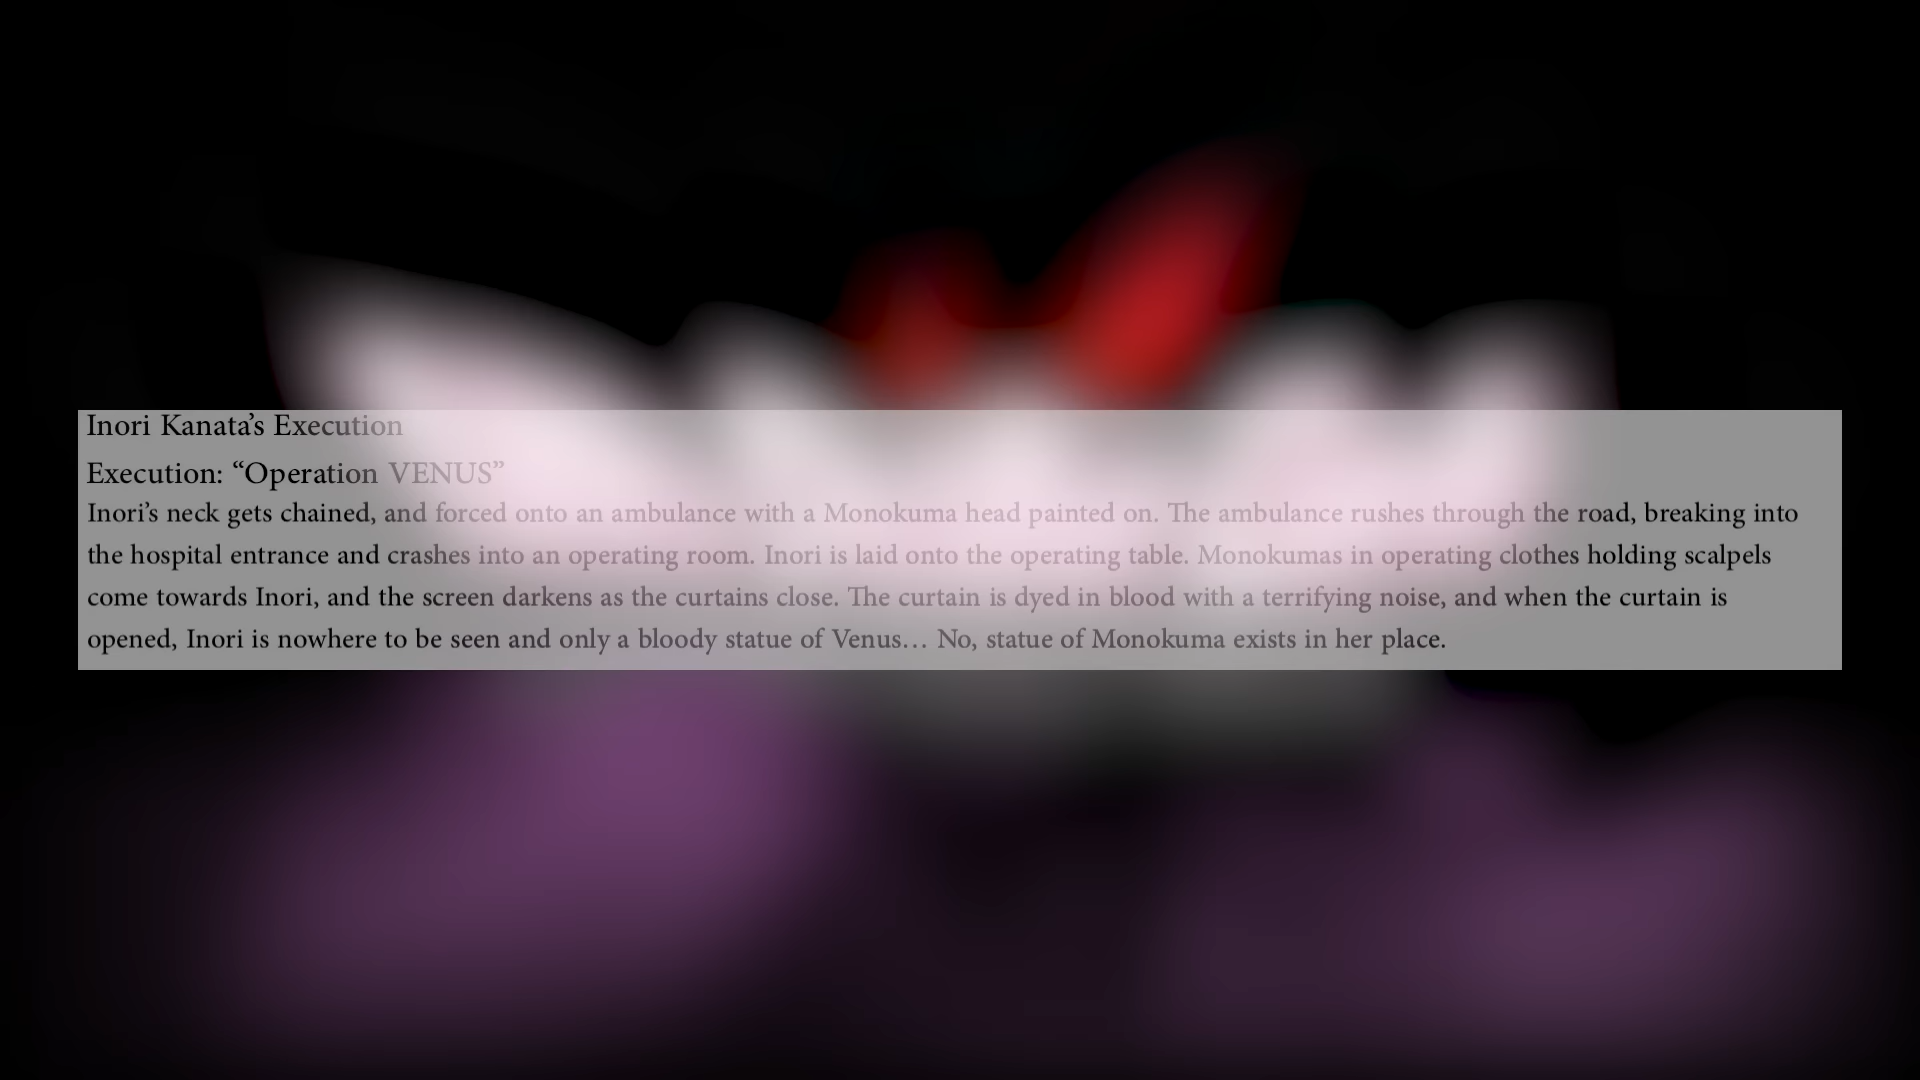 Inori Kanata’s Execution
Execution: “Operation VENUS”
Inori’s neck gets chained, and forced onto an ambulance with a Monokuma head painted on. The ambulance rushes through the road, breaking into
the hospital entrance and crashes into an operating room. Inori is laid onto the operating table. Monokumas in operating clothes holding scalpels
come towards Inori, and the screen darkens as the curtains close. The curtain is dyed in blood with a terrifying noise, and when the curtain is
opened, Inori is nowhere to be seen and only a bloody statue of Venus… No, statue of Monokuma exists in her place.